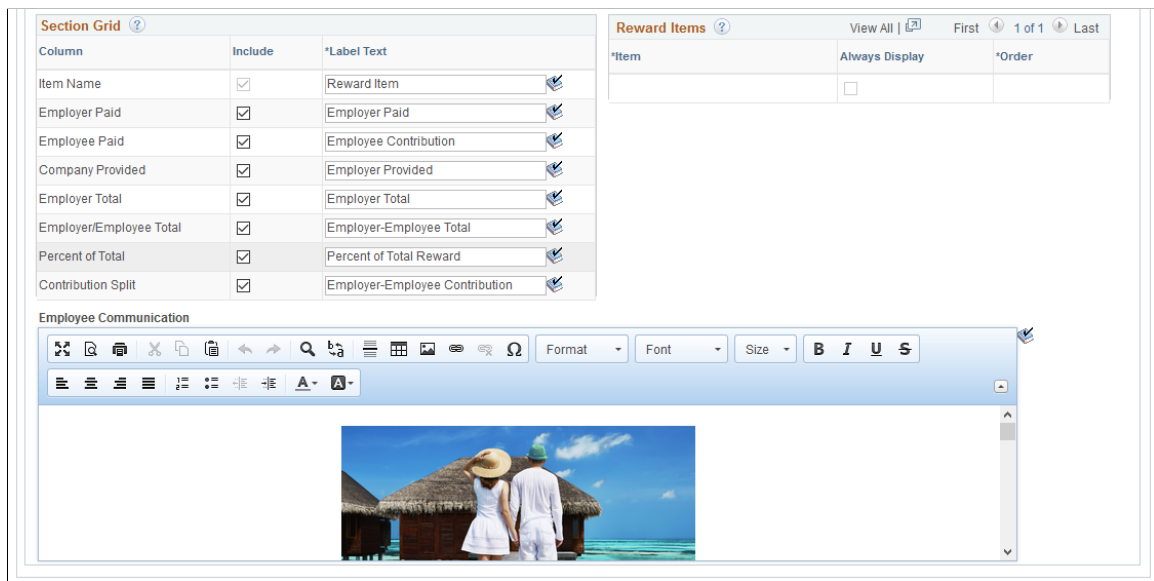 Section Grid
Column Include *Label Text
Item Name Reward Item
Employer Paid Employer Paid
Employee Paid Employee Contribution
Company Provided Employer Provided
Employer Total Employer Total
Employer/Employee Total Employer-Employee Total
Percent of Total Percent of Total Reward
Contribution Split Employer-Employee Contribution
Reward Items View All | First 1 of 1 Last
*Item Always Display *Order
Employee Communication
Format Font Size B I U S
A A